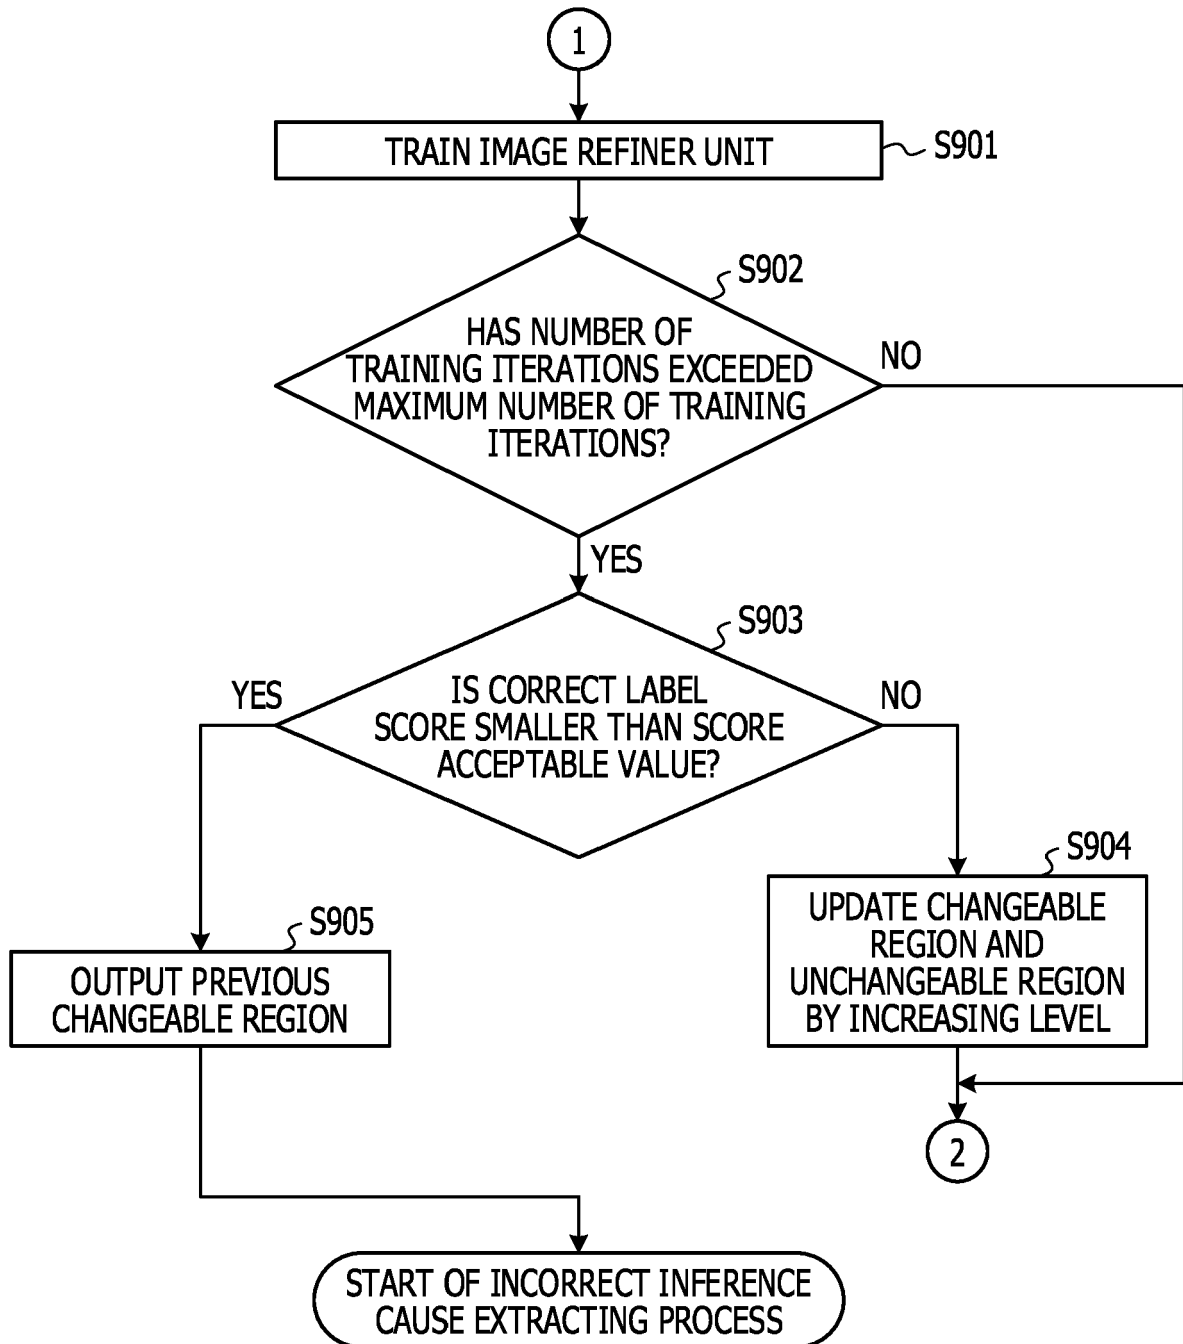 1
TRAIN IMAGE REFINER UNIT
S901
S902
HAS NUMBER OF
TRAINING ITERATIONS EXCEEDED
MAXIMUM NUMBER OF TRAINING
ITERATIONS?
NO
YES
S903
IS CORRECT LABEL
SCORE SMALLER THAN SCORE
ACCEPTABLE VALUE?
YES
NO
S904
UPDATE CHANGEABLE
REGION AND
UNCHANGEABLE REGION
BY INCREASING LEVEL
S905
OUTPUT PREVIOUS
CHANGEABLE REGION
2
START OF INCORRECT INFERENCE
CAUSE EXTRACTING PROCESS